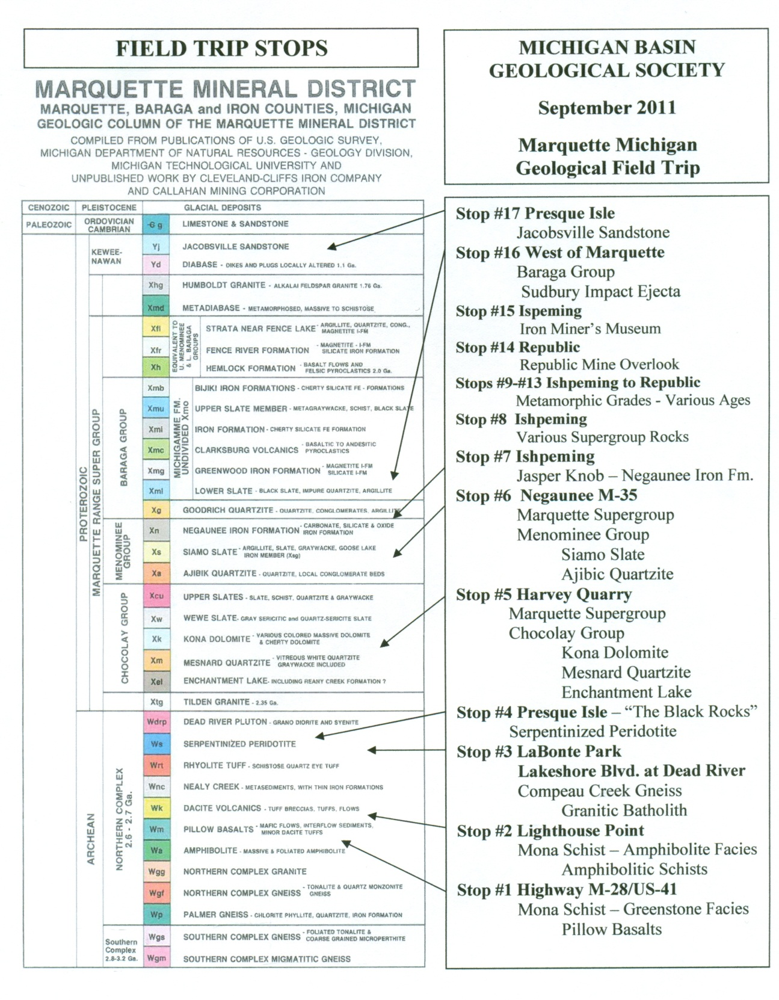 FIELD TRIP STOPS
MARQUETTE MINERAL DISTRICT
MARQUETTE, BARAGA and IRON COUNTIES, MICHIGAN
GEOLOGIC COLUMN OF THE MARQUETTE MINERAL DISTRICT
COMPILED FROM PUBLICATIONS OF U.S. GEOLOGIC SURVEY,
MICHIGAN DEPARTMENT OF NATURAL RESOURCES - GEOLOGY DIVISION,
MICHIGAN TECHNOLOGICAL UNIVERSITY AND
UNPUBLISHED WORK BY CLEVELAND-CLIFFS IRON COMPANY
AND CALLAHAN MINING CORPORATION
CENOZOIC PLEISTOCENE GLACIAL DEPOSITS
PALEOZOIC ORDOVICIAN
CAMBRIAN
-Є g LIMESTONE & SANDSTONE
PROTEROZOIC
KEWEE-
NAWAN
Yj JACOBSVILLE SANDSTONE
Yd DIABASE - DIKES AND PLUGS LOCALLY ALTERED 1.1 Ga.
MARQUETTE RANGE SUPER GROUP
Xhg HUMBOLDT GRANITE - ALKALAI FELDSPAR GRANITE 1.76 Ga.
Xmd METADIABASE - METAMORPHOSED, MASSIVE TO SCHISTOSE
EQUIVALENT TO
U. MENOMINEE
& L. BARAGA
GROUPS
Xfl STRATA NEAR FENCE LAKE - ARGILLITE, QUARTZITE, CONG.,
MAGNETITE I-FM
Xfr FENCE RIVER FORMATION - MAGNETITE - I-FM
SILICATE IRON FORMATION
Xh HEMLOCK FORMATION - BASALT FLOWS AND
FELSIC PYROCLASTICS 2.0 Ga.
BARAGA GROUP
MICHIGAMME FM.
UNDIVIDED Xmo
Xmb BIJIKI IRON FORMATIONS - CHERTY SILICATE FE - FORMATIONS
Xmu UPPER SLATE MEMBER - METAGRAYWACKE, SCHIST, BLACK SLATE
Xmi IRON FORMATION - CHERTY SILICATE FE FORMATION
Xmc CLARKSBURG VOLCANICS - BASALTIC TO ANDESITIC
PYROCLASTICS
Xmg GREENWOOD IRON FORMATION - MAGNETITE I-FM
SILICATE I-FM
Xml LOWER SLATE - BLACK SLATE, IMPURE QUARTZITE, ARGILLITE
Xg GOODRICH QUARTZITE - QUARTZITE, CONGLOMERATES, ARGILLITE
MENOMINEE
GROUP
Xn NEGAUNEE IRON FORMATION - CARBONATE, SILICATE & OXIDE
IRON FORMATION
Xs SIAMO SLATE - ARGILLITE, SLATE, GRAYWACKE, GOOSE LAKE
IRON MEMBER (Xsg)
Xa AJIBIK QUARTZITE - QUARTZITE, LOCAL CONGLOMERATE BEDS
CHOCOLAY GROUP
Xcu UPPER SLATES - SLATE, SCHIST, QUARTZITE & GRAYWACKE
Xw WEWE SLATE- GRAY SERICITIC and QUARTZ-SERICITE SLATE
Xk KONA DOLOMITE - VARIOUS COLORED MASSIVE DOLOMITE
& CHERTY DOLOMITE
Xm MESNARD QUARTZITE - VITREOUS WHITE QUARTZITE
GRAYWACKE INCLUDED
Xel ENCHANTMENT LAKE- INCLUDING REANY CREEK FORMATION ?
Xtg TILDEN GRANITE - 2.35 Ga.
ARCHEAN
NORTHERN COMPLEX
2.6 - 2.7 Ga.
Wdrp DEAD RIVER PLUTON - GRANO DIORITE AND SYENITE
Ws SERPENTINIZED PERIDOTITE
Wrt RHYOLITE TUFF - SCHISTOSE QUARTZ EYE TUFF
Wnc NEALY CREEK - METASEDIMENTS, WITH THIN IRON FORMATIONS
Wk DACITE VOLCANICS - TUFF BRECCIAS, TUFFS, FLOWS
Wm PILLOW BASALTS - MAFIC FLOWS, INTERFLOW SEDIMENTS,
MINOR DACITE TUFFS
Wa AMPHIBOLITE - MASSIVE & FOLIATED AMPHIBOLITE
Wgg NORTHERN COMPLEX GRANITE
Wgf NORTHERN COMPLEX GNEISS - TONALITE & QUARTZ MONZONITE
GNEISS
Wp PALMER GNEISS - CHLORITE PHYLLITE, QUARTZITE, IRON FORMATION
Southern
Complex
2.8-3.2 Ga.
Wgs SOUTHERN COMPLEX GNEISS - FOLIATED TONALITE &
COARSE GRAINED MICROPERTHITE
Wgm SOUTHERN COMPLEX MIGMATITIC GNEISS
MICHIGAN BASIN
GEOLOGICAL SOCIETY
September 2011
Marquette Michigan
Geological Field Trip
Stop #17 Presque Isle
Jacobsville Sandstone
Stop #16 West of Marquette
Baraga Group
Sudbury Impact Ejecta
Stop #15 Ispeming
Iron Miner's Museum
Stop #14 Republic
Republic Mine Overlook
Stops #9-#13 Ishpeming to Republic
Metamorphic Grades - Various Ages
Stop #8 Ishpeming
Various Supergroup Rocks
Stop #7 Ishpeming
Jasper Knob – Negaunee Iron Fm.
Stop #6 Negaunee M-35
Marquette Supergroup
Menominee Group
Siamo Slate
Ajibic Quartzite
Stop #5 Harvey Quarry
Marquette Supergroup
Chocolay Group
Kona Dolomite
Mesnard Quartzite
Enchantment Lake
Stop #4 Presque Isle – “The Black Rocks”
Serpentinized Peridotite
Stop #3 LaBonte Park
Lakeshore Blvd. at Dead River
Compeau Creek Gneiss
Granitic Batholith
Stop #2 Lighthouse Point
Mona Schist – Amphibolite Facies
Amphibolitic Schists
Stop #1 Highway M-28/US-41
Mona Schist – Greenstone Facies
Pillow Basalts